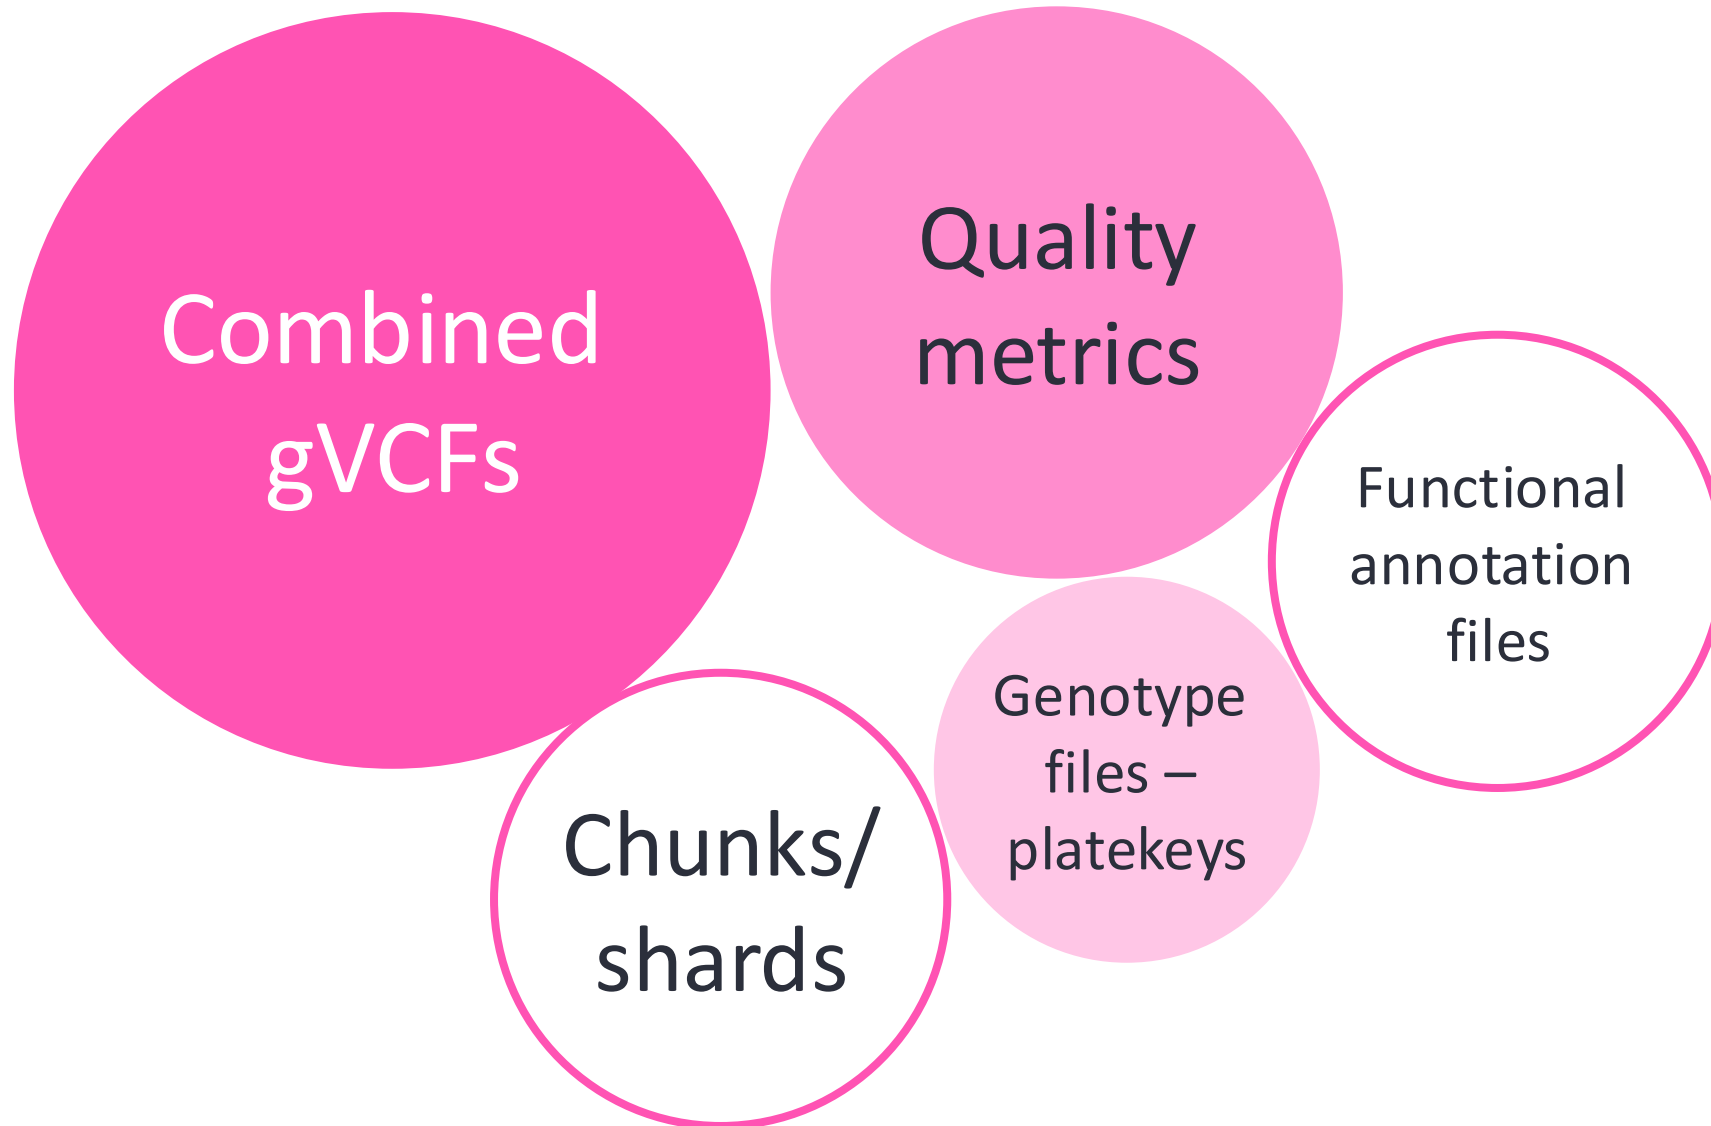 Combined
gVCFs
Quality
metrics
Functional
annotation
files
Genotype
files –
platekeys
Chunks/
shards